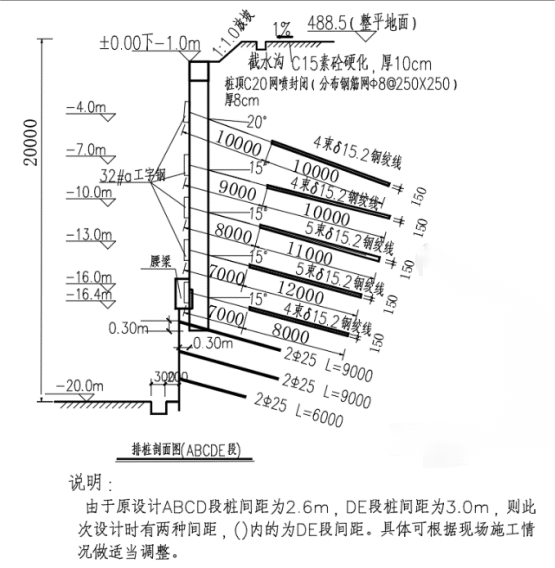 1% 488.5(整平地面)
±0.00下-1.0m 1:1.0放坡
截水沟 C15素砼硬化,厚10cm
桩顶C20网喷封闭(分布钢筋网Φ8@250X250)
厚8cm
20000
-4.0m
20°
10000 10000
4束δ15.2钢绞线
150
-7.0m
15°
9000 10000
4束δ15.2钢绞线
150
32#a工字钢
-10.0m
15°
8000 11000
5束δ15.2钢绞线
150
-13.0m
15°
7000 12000
5束δ15.2钢绞线
150
腰梁
-16.0m
-16.4m
15°
7000 8000
4束δ15.2钢绞线
150
0.30m
0.30m
2Φ25 L=9000
2Φ25 L=9000
2Φ25 L=6000
-20.0m
排桩剖面图(ABCDE段)
说明:
由于原设计ABCD段桩间距为2.6m,DE段桩间距为3.0m,则此
次设计时有两种间距,()内的为DE段间距。具体可根据现场施工情
况做适当调整。